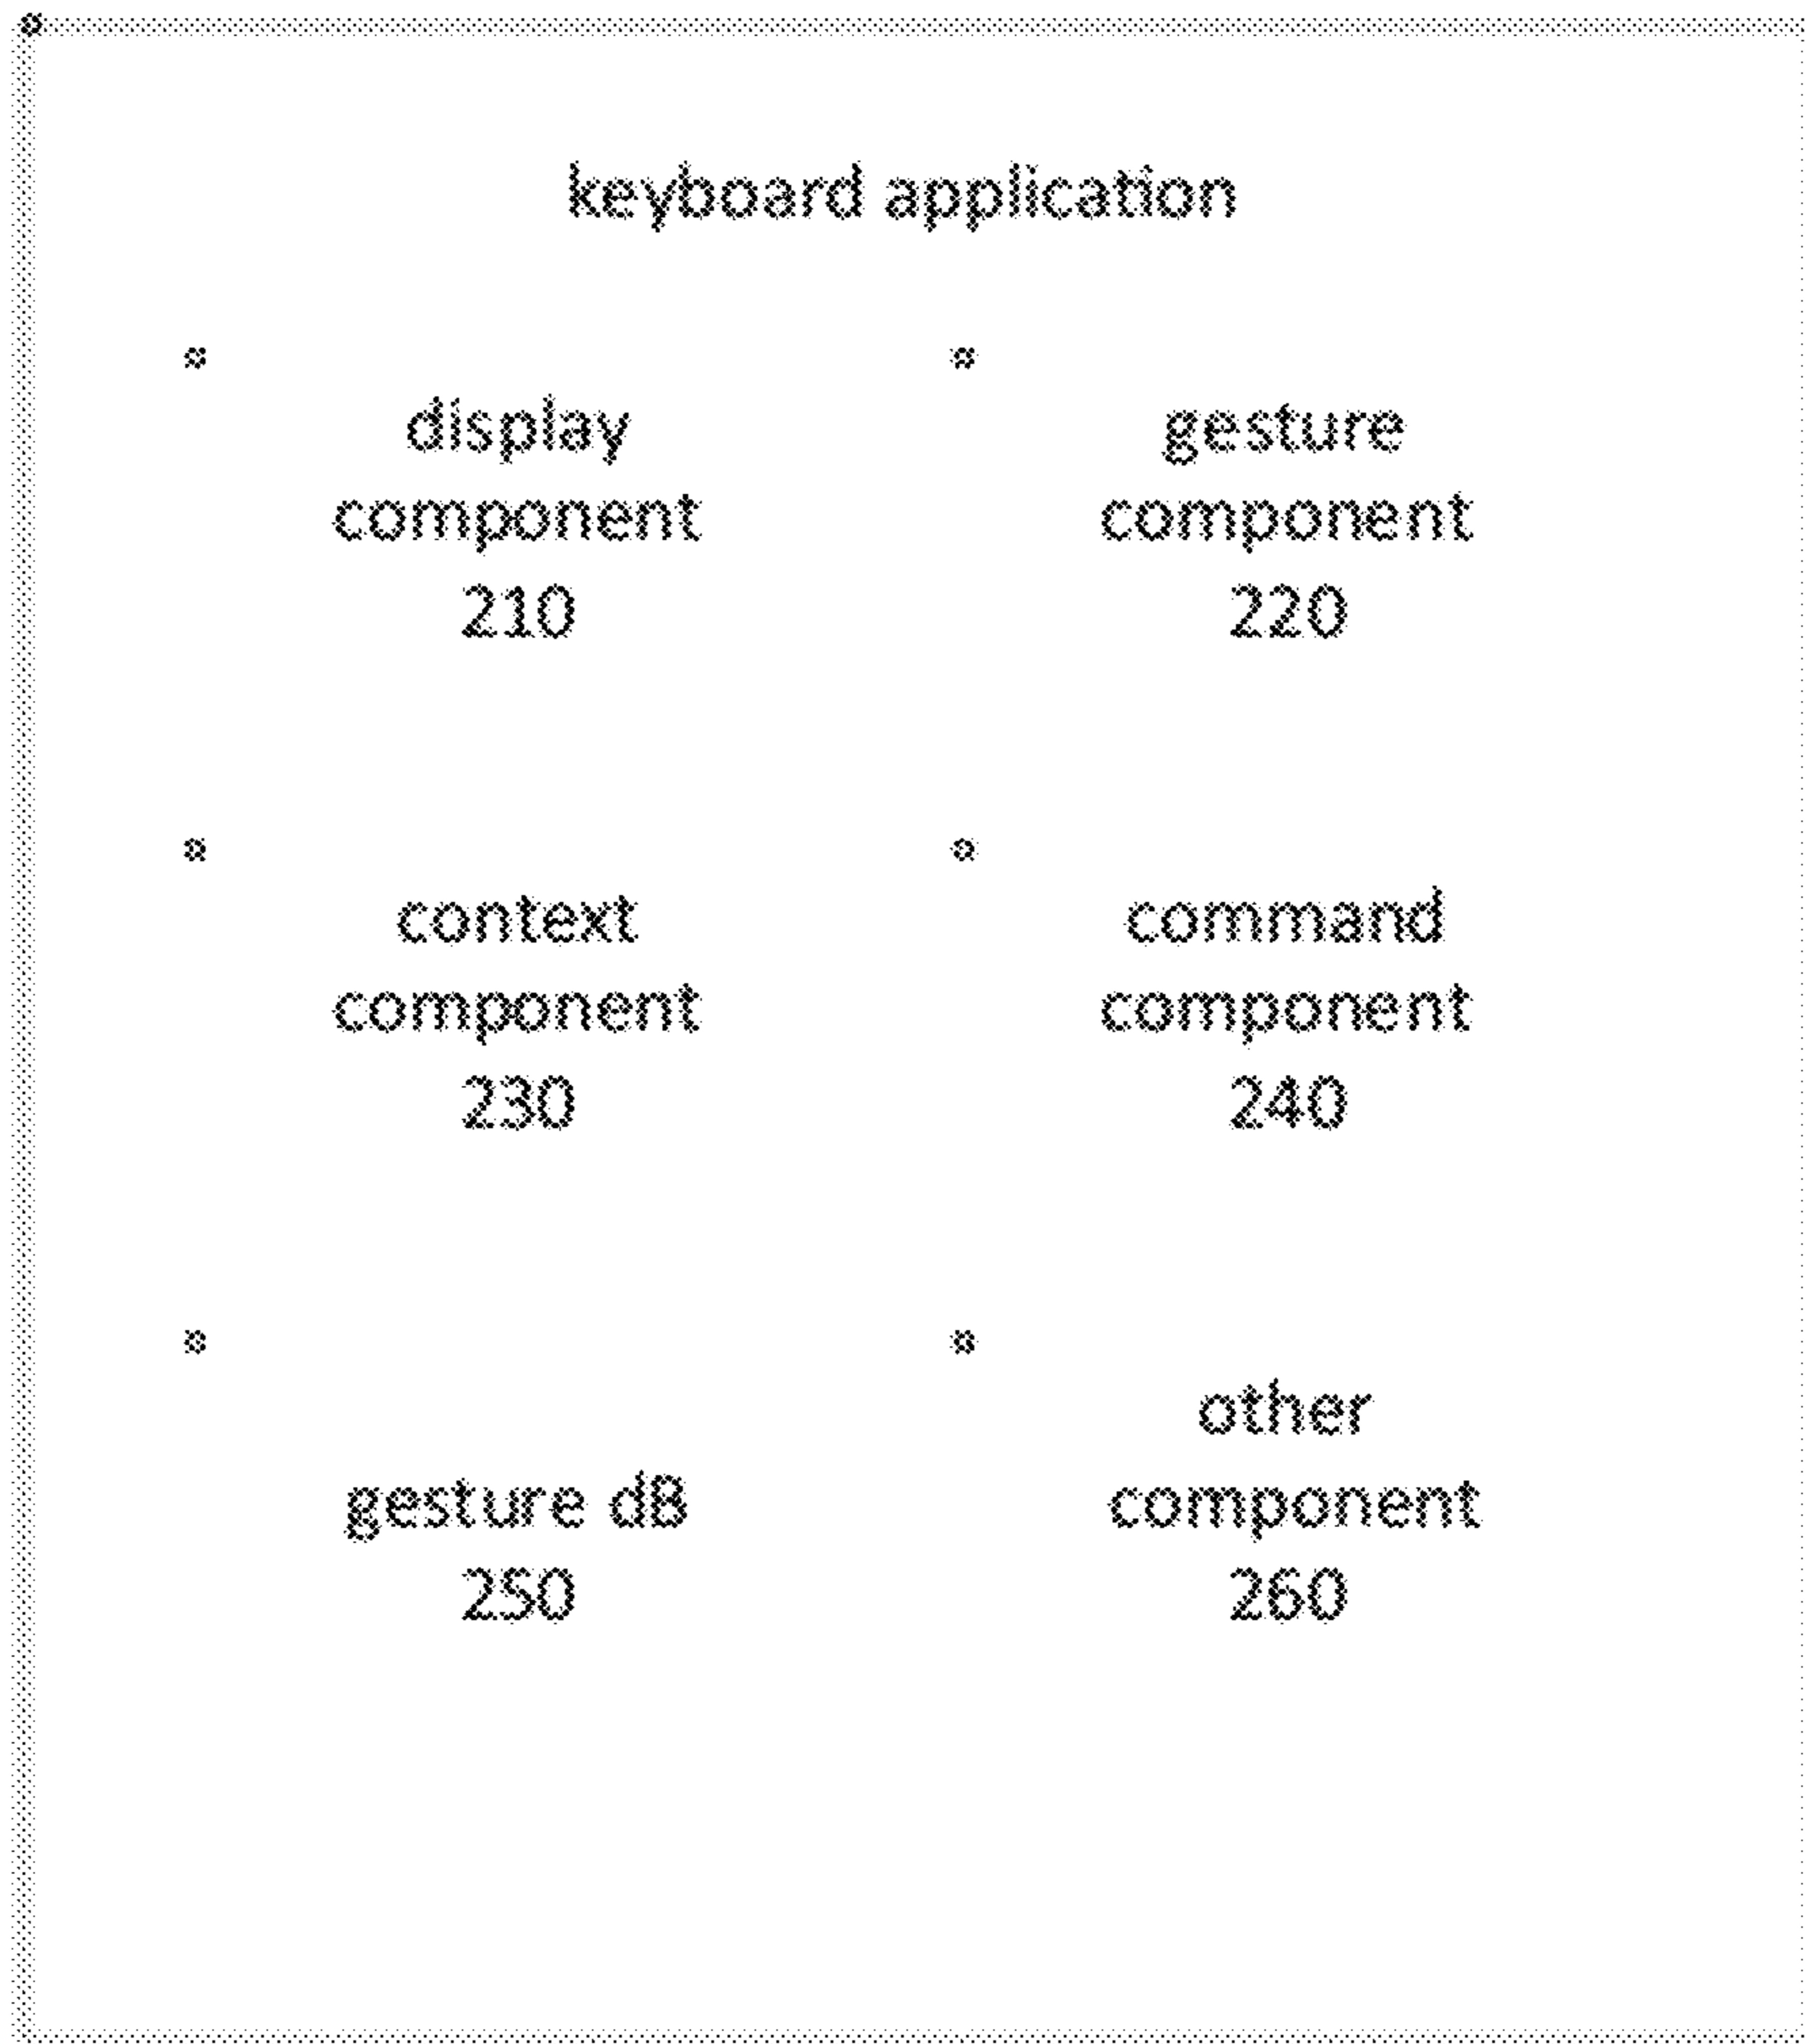 keyboard application
display
component
210
gesture
component
220
context
component
230
command
component
240
gesture dB
250
other
component
260